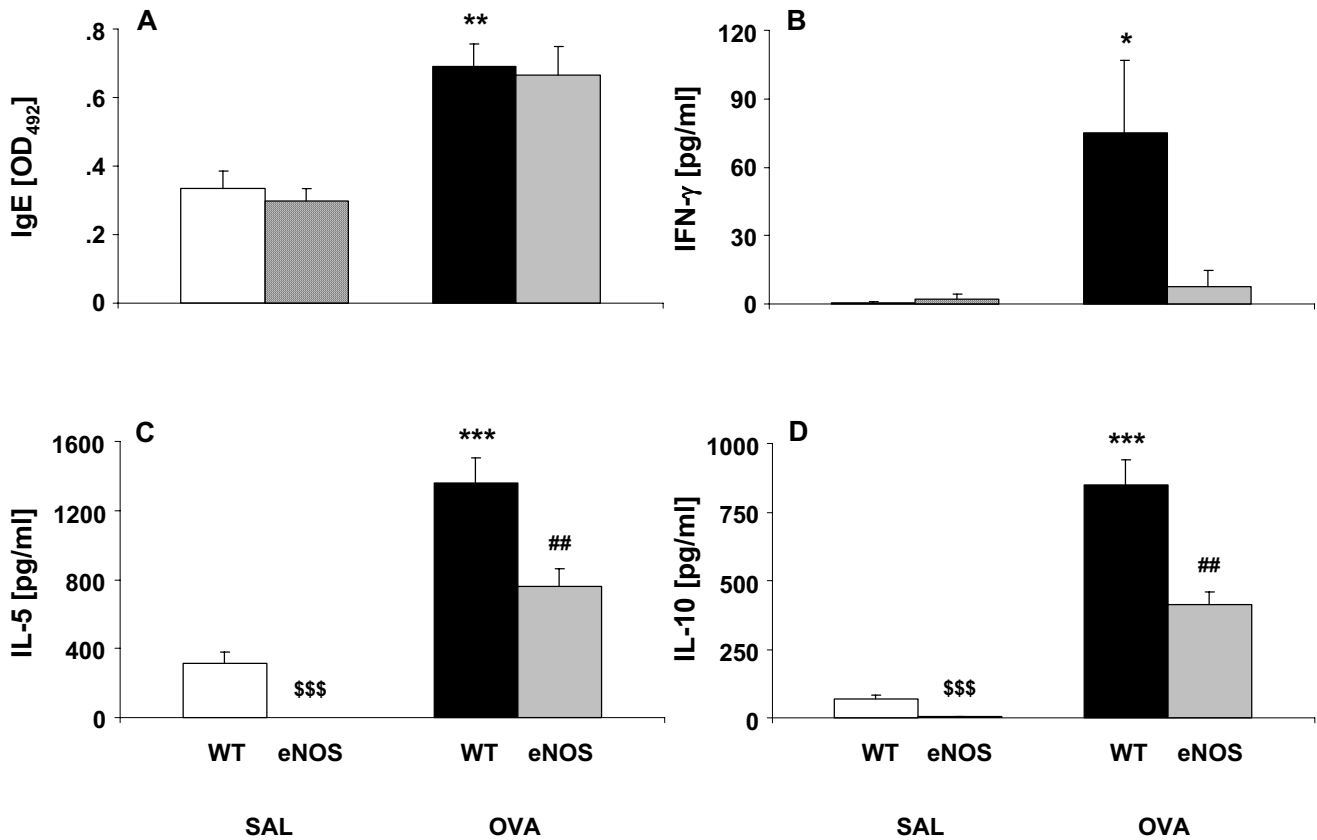 A
**
.8
.6
.4
.2
0
IgE [OD492]
B
*
120
90
60
30
0
IFN-γ [pg/ml]
C
***
1600
1200
800
400
0
IL-5 [pg/ml]
$$$
##
WT eNOS WT eNOS
SAL OVA
D
***
1000
750
500
250
0
IL-10 [pg/ml]
$$$
##
WT eNOS WT eNOS
SAL OVA